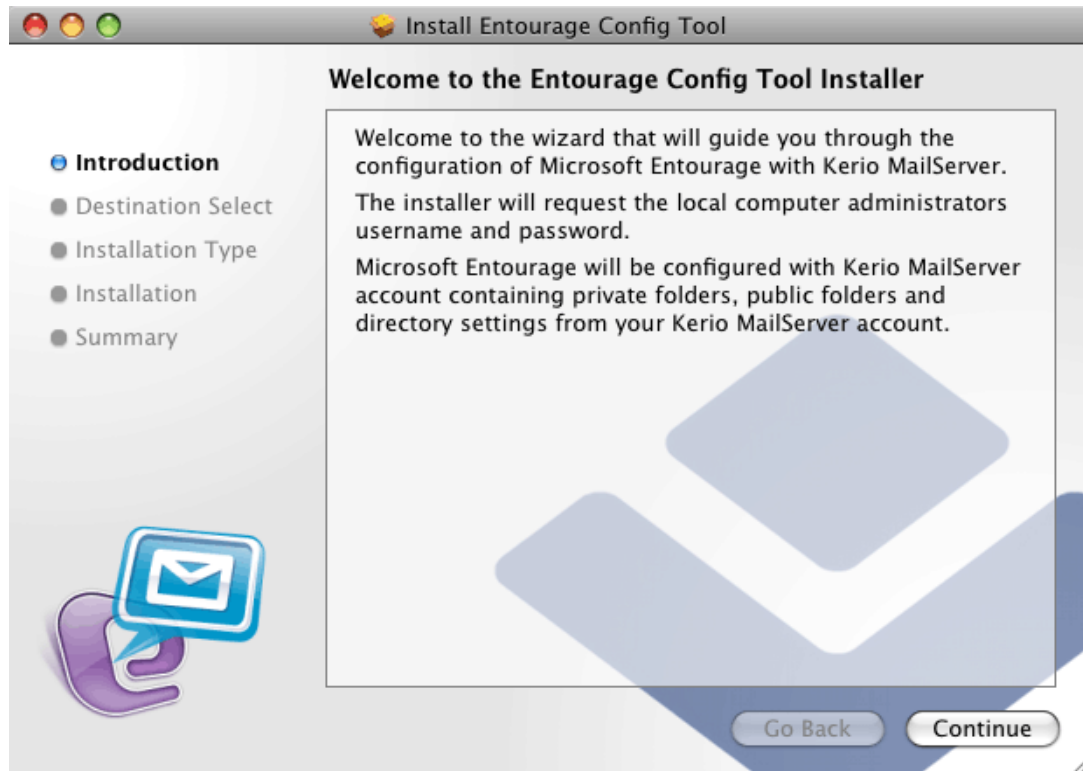 Install Entourage Config Tool
Welcome to the Entourage Config Tool Installer
Introduction
Destination Select
Installation Type
Installation
Summary
Welcome to the wizard that will guide you through the
configuration of Microsoft Entourage with Kerio MailServer.
The installer will request the local computer administrators
username and password.
Microsoft Entourage will be configured with Kerio MailServer
account containing private folders, public folders and
directory settings from your Kerio MailServer account.
Go Back
Continue